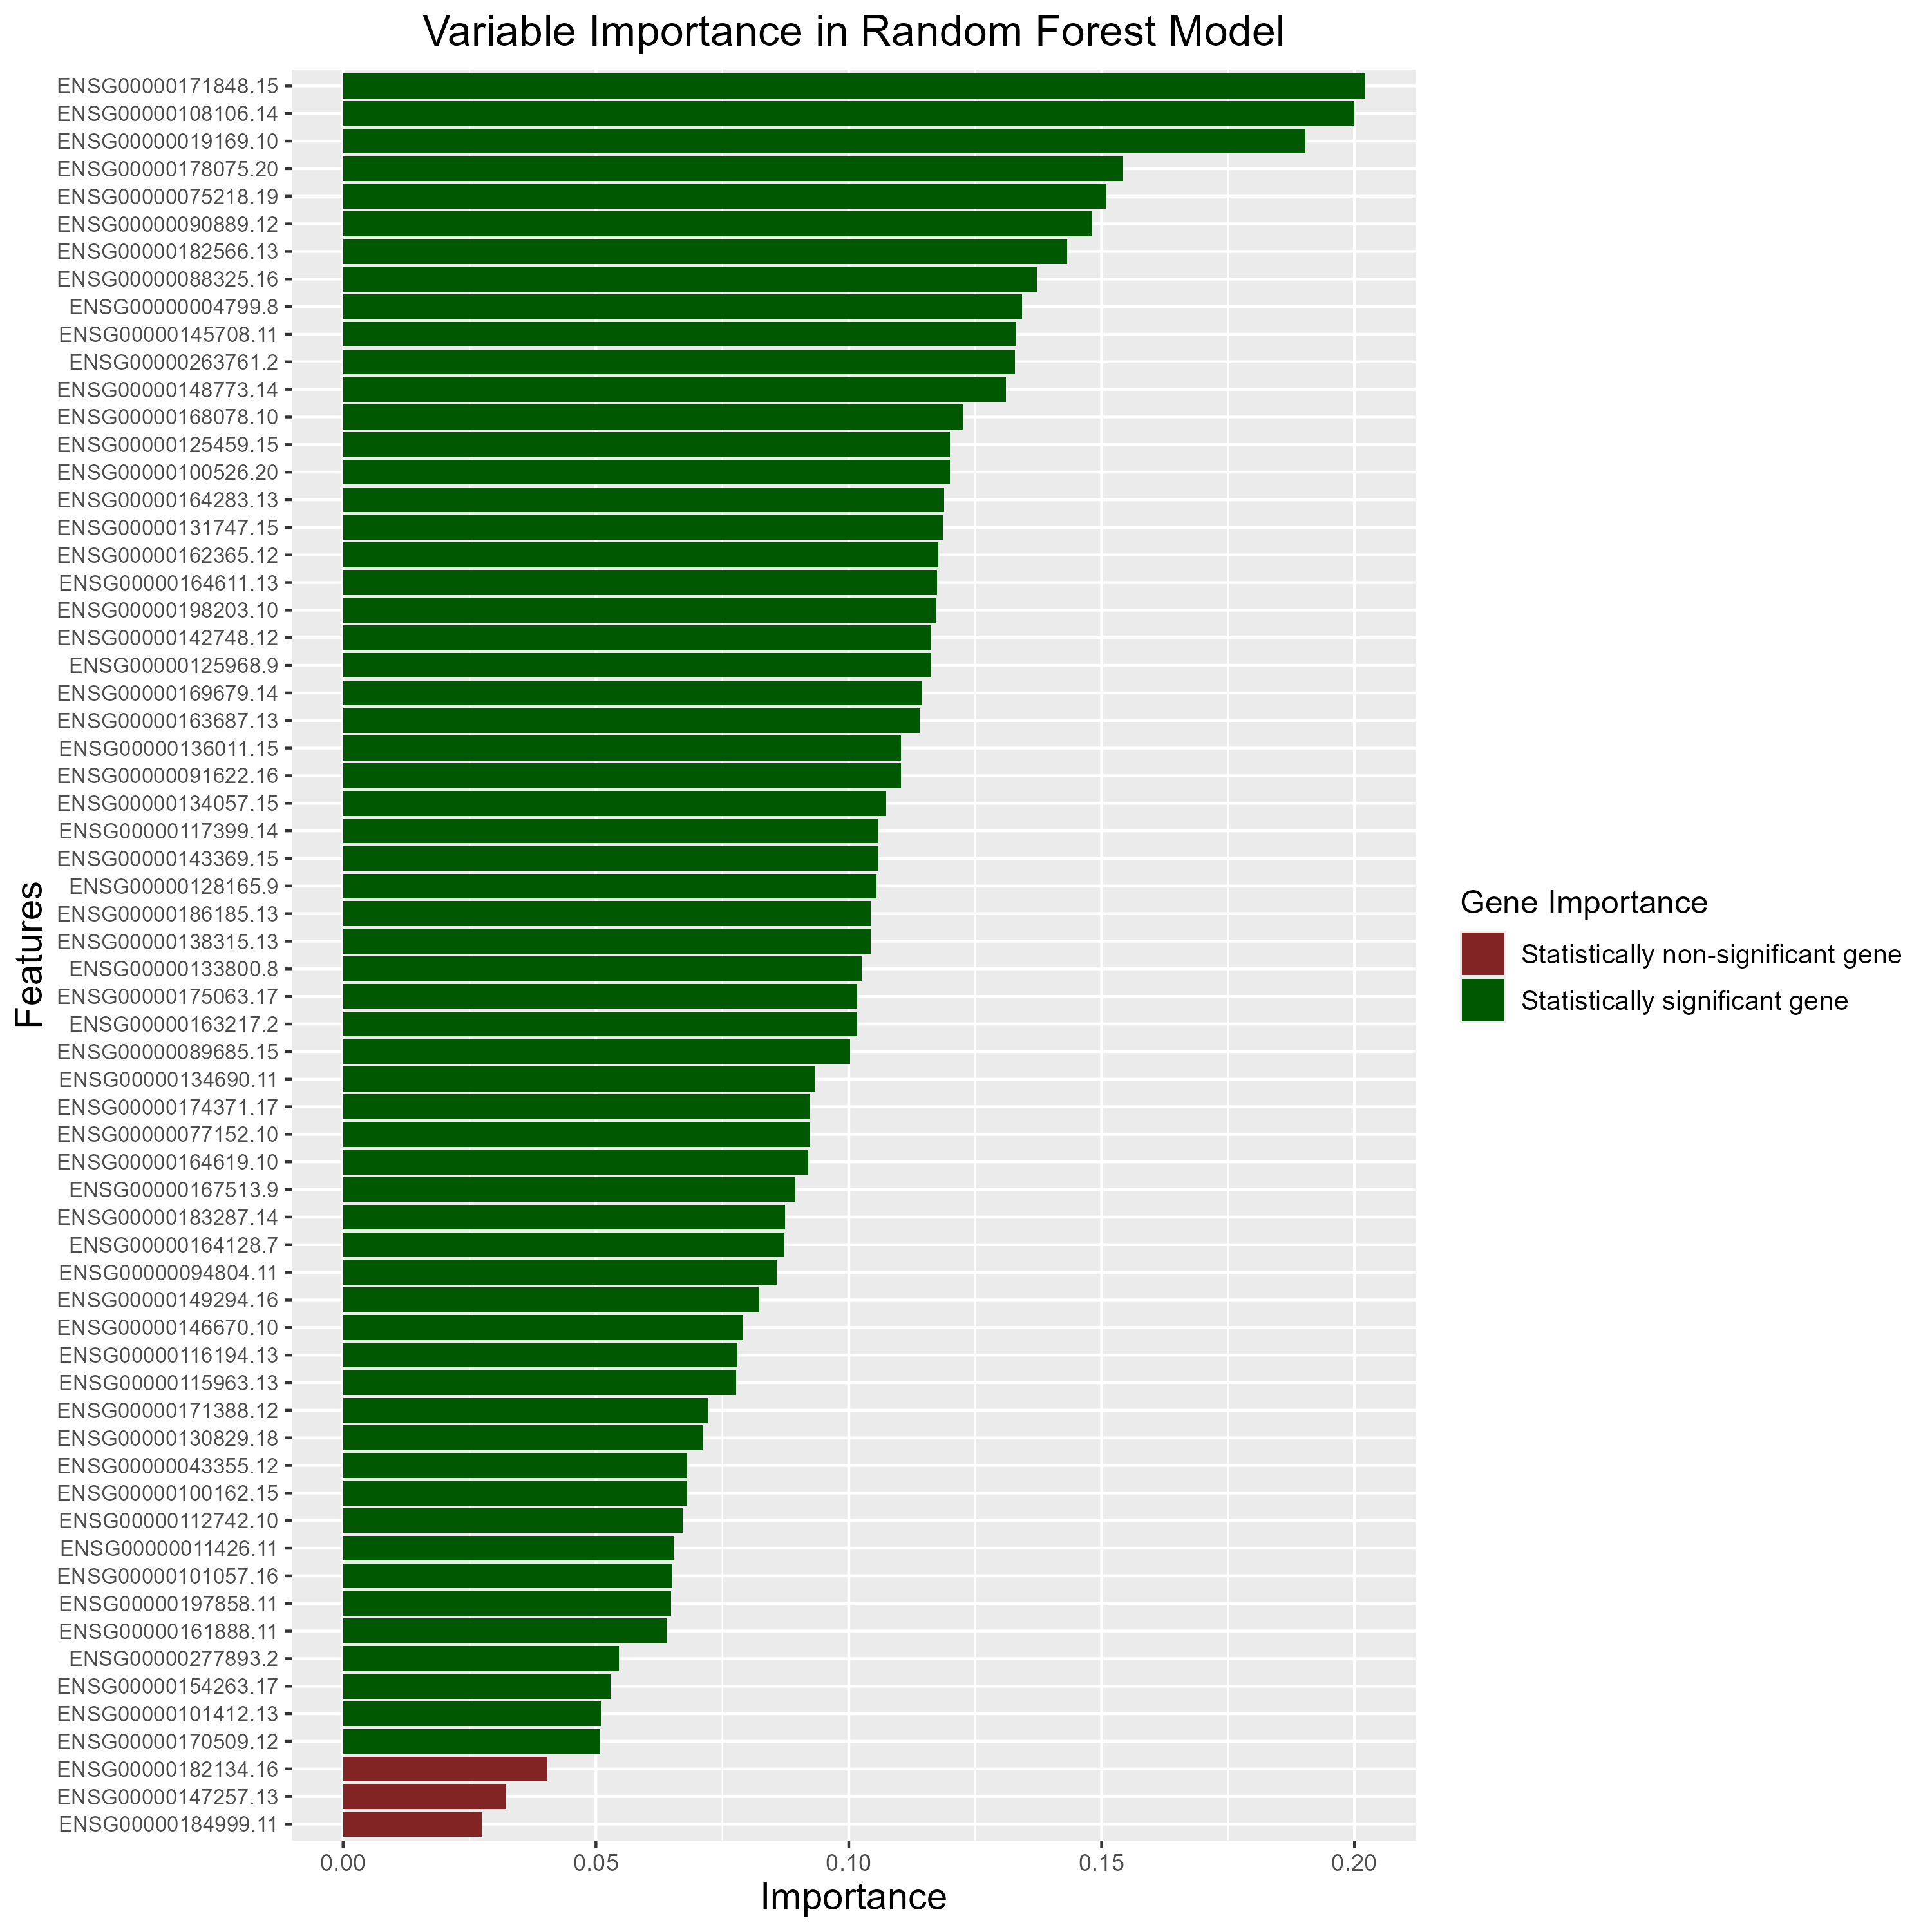 Variable Importance in Random Forest Model
Features
ENSG00000171848.15
ENSG00000108106.14
ENSG00000019169.10
ENSG00000178075.20
ENSG00000075218.19
ENSG00000090889.12
ENSG00000182566.13
ENSG00000088325.16
ENSG00000004799.8
ENSG00000145708.11
ENSG00000263761.2
ENSG00000148773.14
ENSG00000168078.10
ENSG00000125459.15
ENSG00000100526.20
ENSG00000164283.13
ENSG00000131747.15
ENSG00000162365.12
ENSG00000164611.13
ENSG00000198203.10
ENSG00000142748.12
ENSG00000125968.9
ENSG00000169679.14
ENSG00000163687.13
ENSG00000136011.15
ENSG00000091622.16
ENSG00000134057.15
ENSG00000117399.14
ENSG00000143369.15
ENSG00000128165.9
ENSG00000186185.13
ENSG00000138315.13
ENSG00000133800.8
ENSG00000175063.17
ENSG00000163217.2
ENSG00000089685.15
ENSG00000134690.11
ENSG00000174371.17
ENSG00000077152.10
ENSG00000164619.10
ENSG00000167513.9
ENSG00000183287.14
ENSG00000164128.7
ENSG00000094804.11
ENSG00000149294.16
ENSG00000146670.10
ENSG00000116194.13
ENSG00000115963.13
ENSG00000171388.12
ENSG00000130829.18
ENSG00000043355.12
ENSG00000100162.15
ENSG00000112742.10
ENSG00000011426.11
ENSG00000101057.16
ENSG00000197858.11
ENSG00000161888.11
ENSG00000277893.2
ENSG00000154263.17
ENSG00000101412.13
ENSG00000170509.12
ENSG00000182134.16
ENSG00000147257.13
ENSG00000184999.11
0.00 0.05 0.10 0.15 0.20
Importance
Gene Importance
Statistically non-significant gene
Statistically significant gene